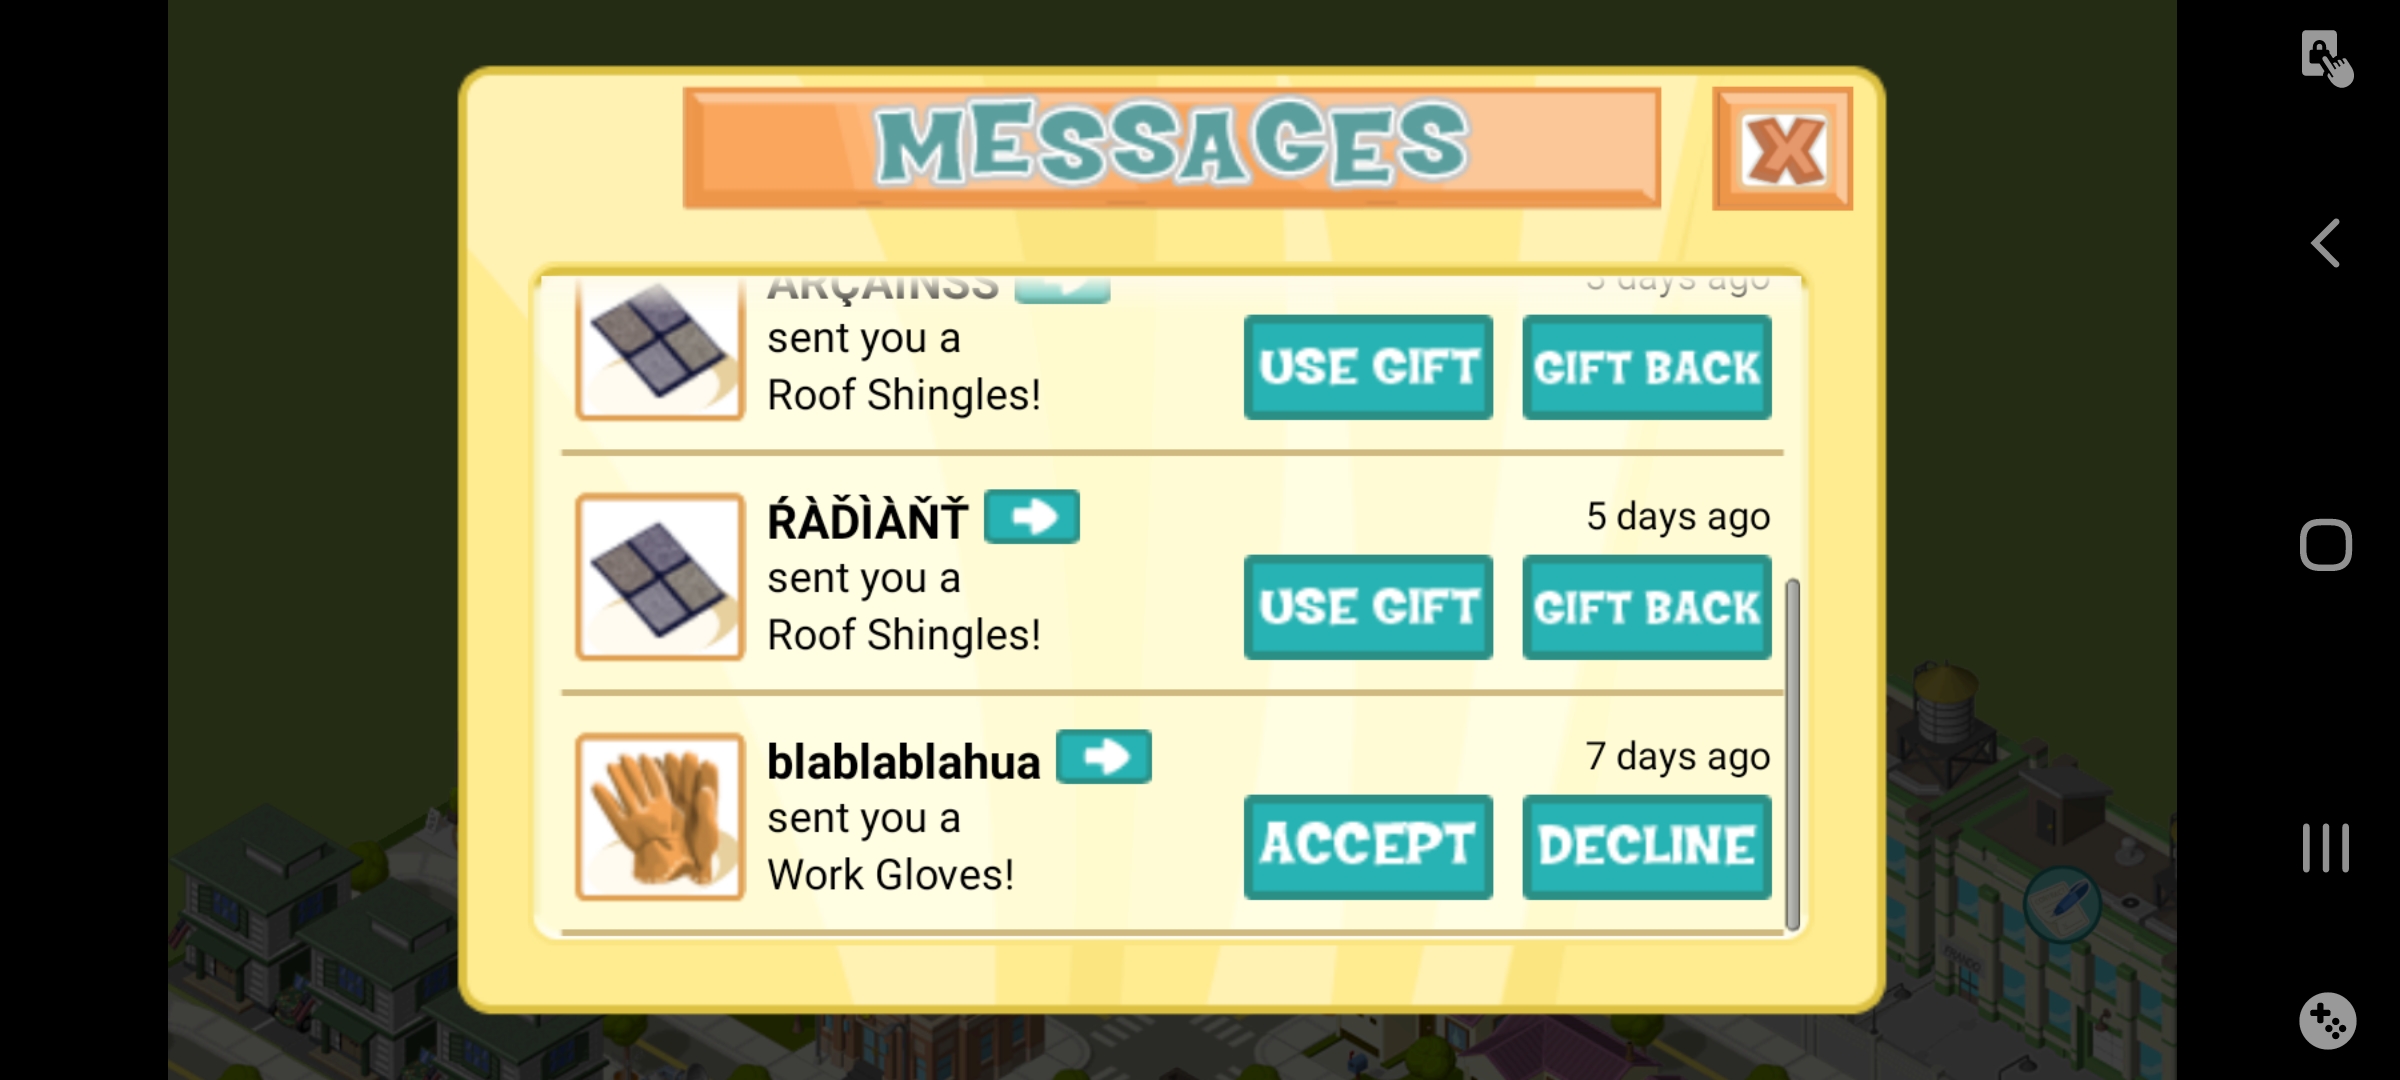 MESSAGES
sent you a
Roof Shingles!
USE GIFT
GIFT BACK
ŔÀĎÌÀŇŤ
5 days ago
sent you a
Roof Shingles!
USE GIFT
GIFT BACK
blablablahua
7 days ago
sent you a
Work Gloves!
ACCEPT
DECLINE